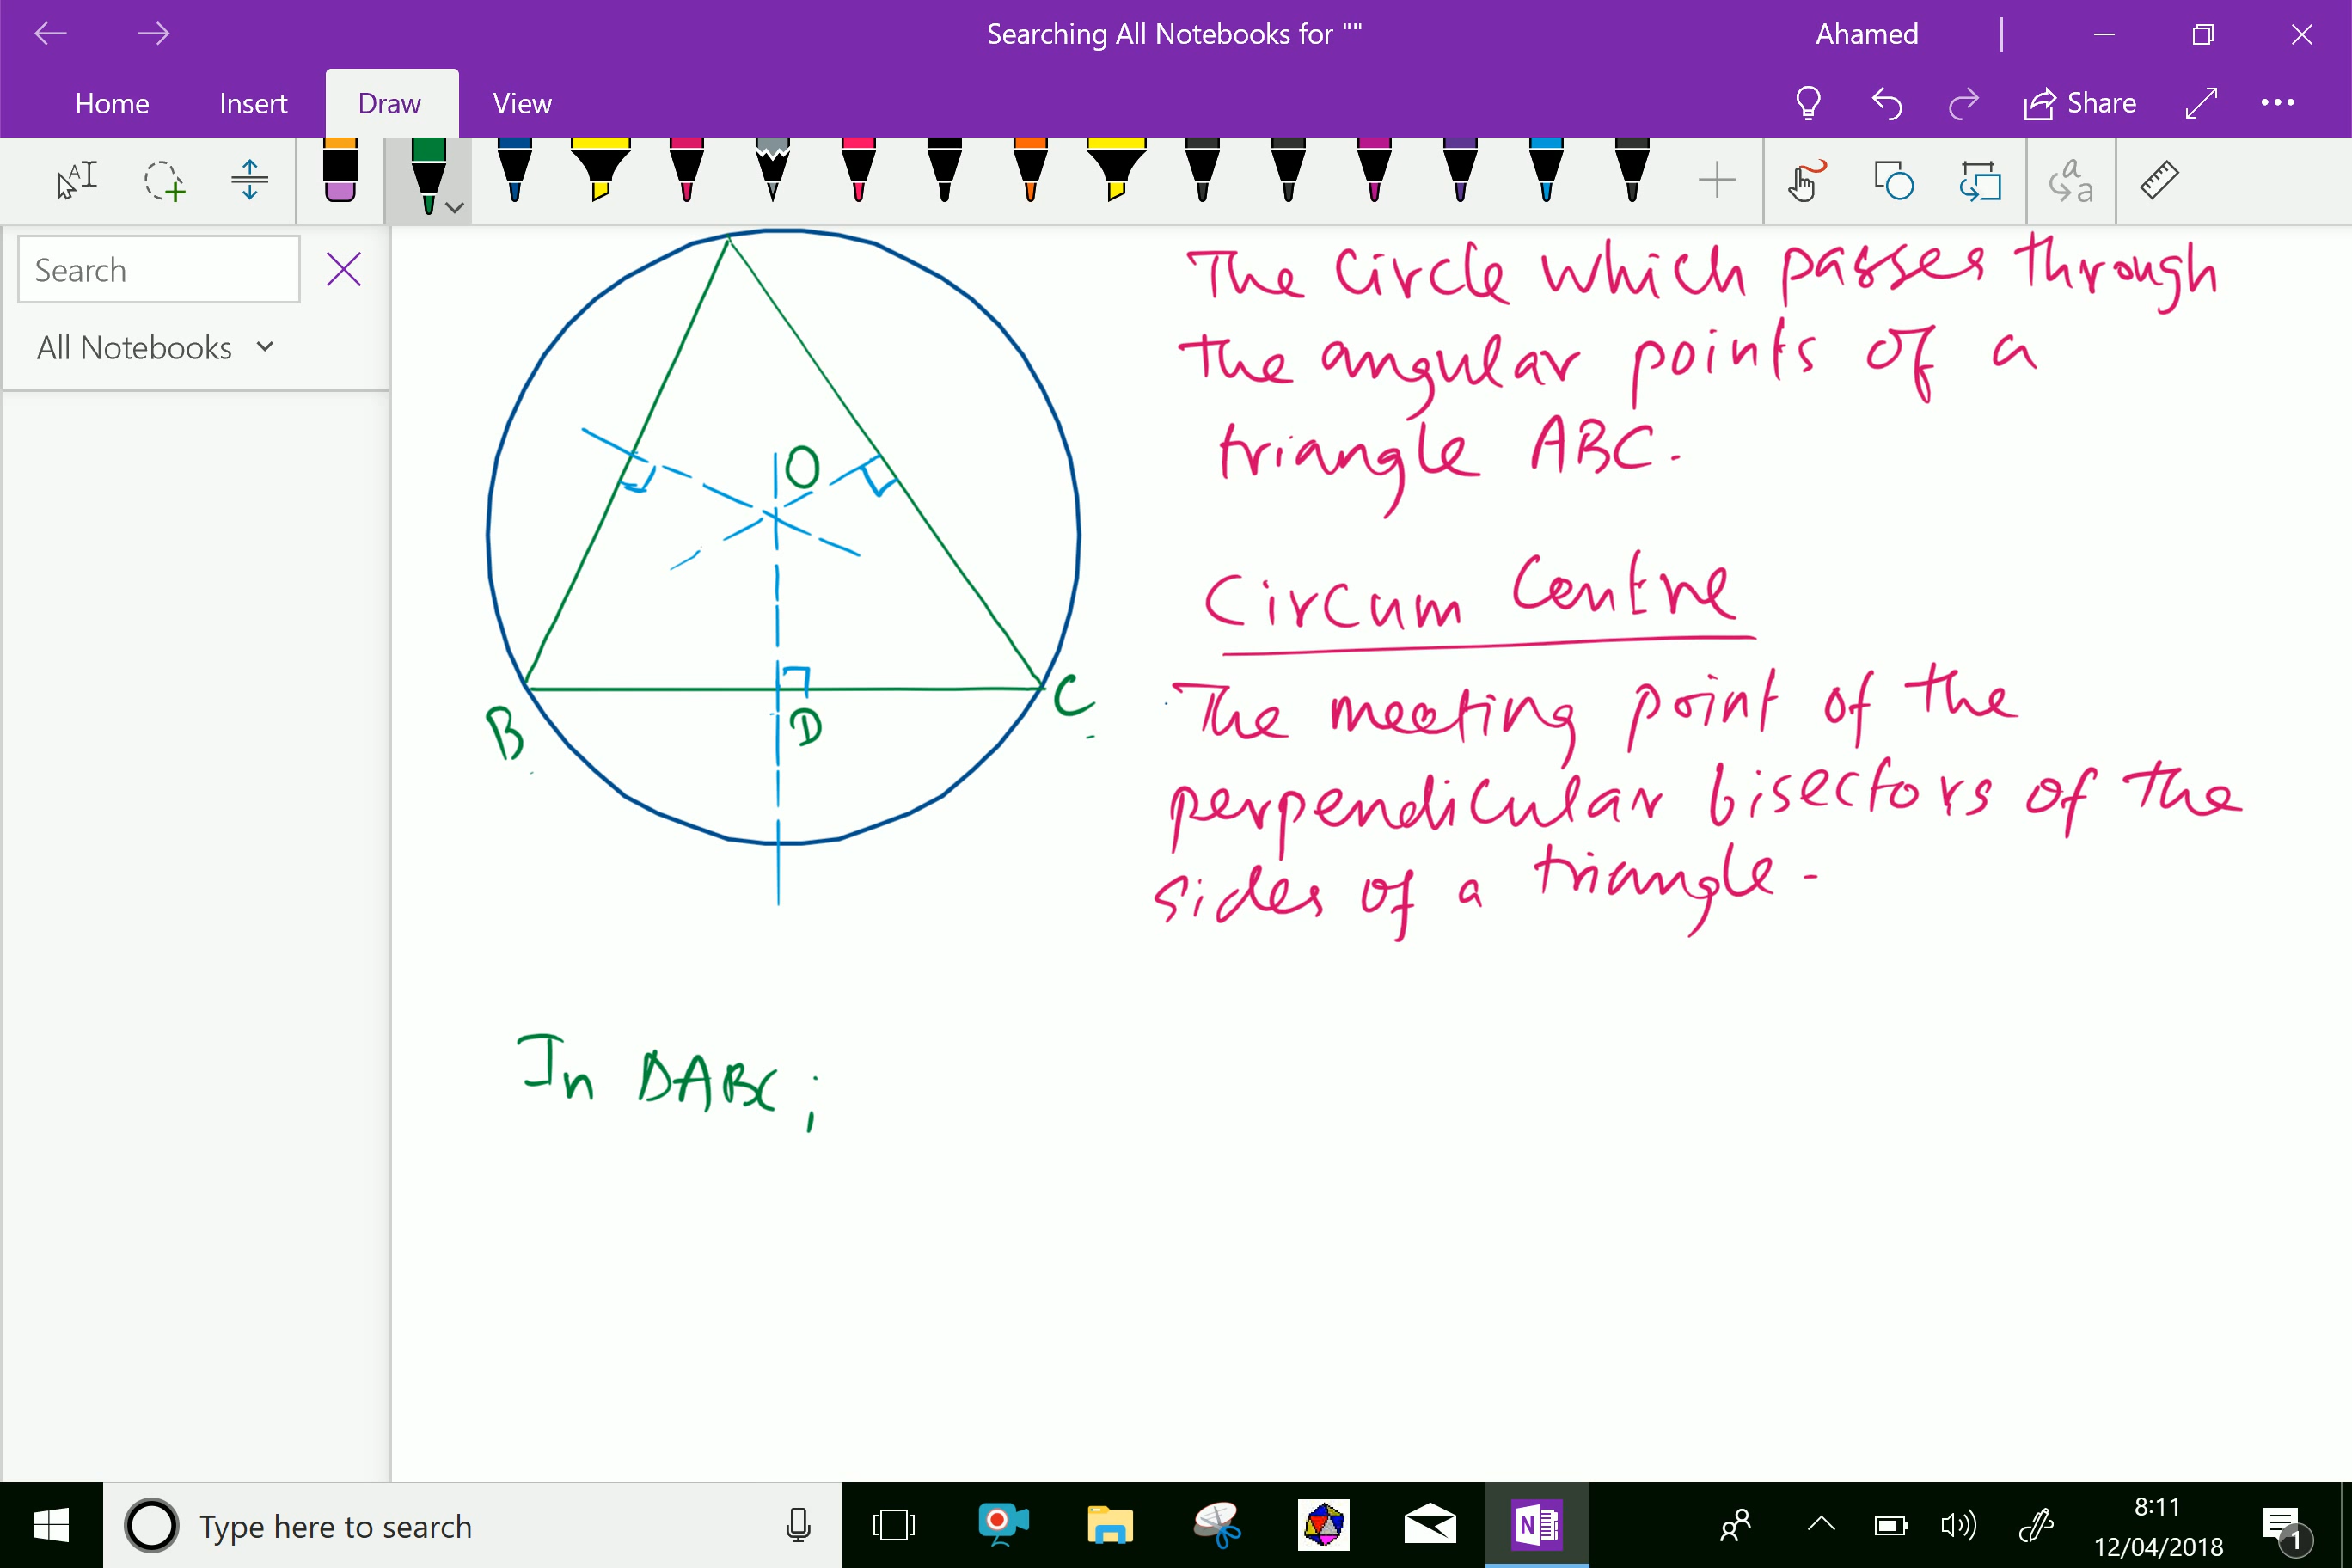 Searching All Notebooks for ""
Ahamed
Home Insert Draw View
Share
Search
All Notebooks
The Circle which passes through
the angular points of a
triangle ABC.
O
Circum Centre
B D C
The meeting point of the
perpendicular bisectors of the
sides of a triangle.
In ΔABC;
Type here to search
8:11
12/04/2018
1